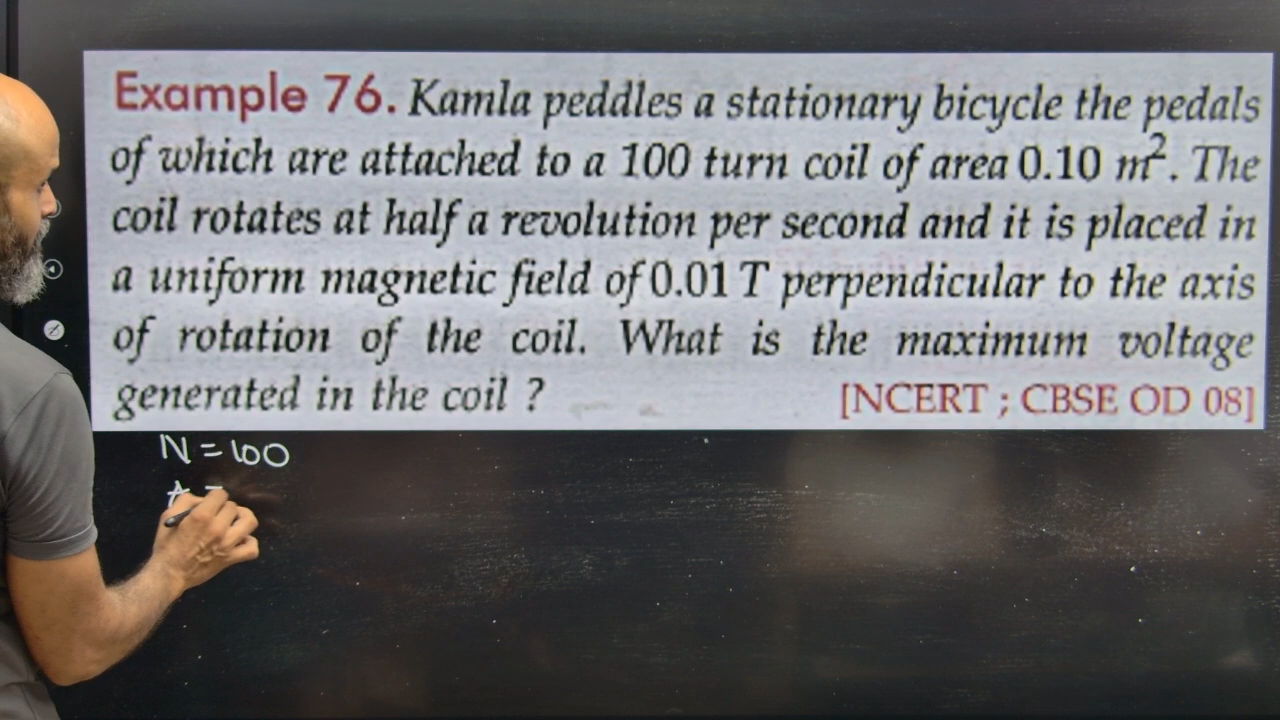 Example 76. Kamla peddles a stationary bicycle the pedals
of which are attached to a 100 turn coil of area 0.10 m². The
coil rotates at half a revolution per second and it is placed in
a uniform magnetic field of 0.01 T perpendicular to the axis
of rotation of the coil. What is the maximum voltage
generated in the coil ? [NCERT ; CBSE OD 08]
N = 100
A =